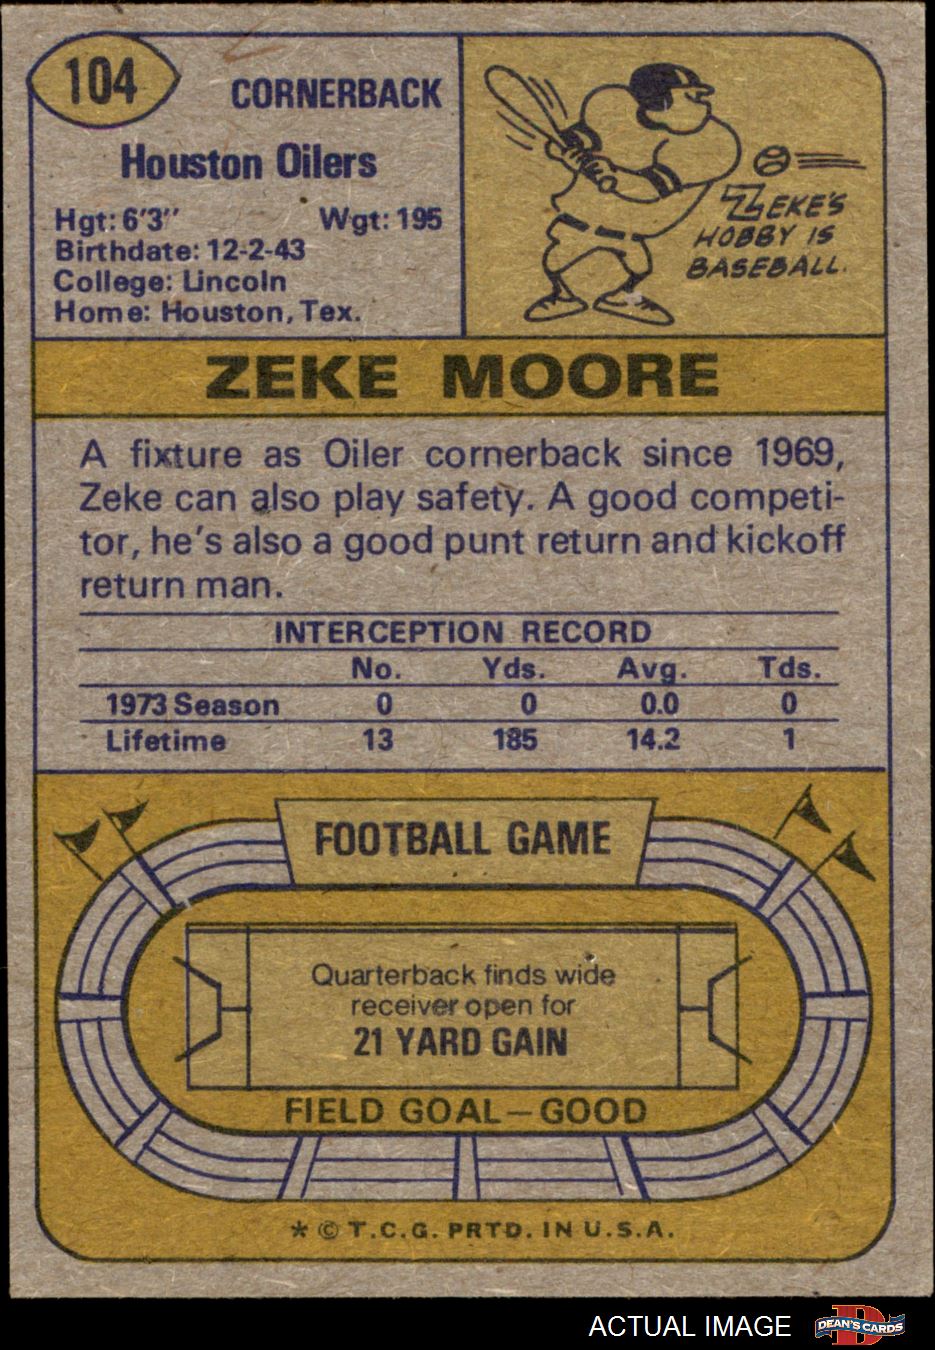 104
CORNERBACK
Houston Oilers
Hgt: 6'3" Wgt: 195
Birthdate: 12-2-43
College: Lincoln
Home: Houston, Tex.
ZEKE'S
HOBBY IS
BASEBALL.
ZEKE MOORE
A fixture as Oiler cornerback since 1969,
Zeke can also play safety. A good competi-
tor, he's also a good punt return and kickoff
return man.
INTERCEPTION RECORD
No. Yds. Avg. Tds.
1973 Season 0 0 0.0 0
Lifetime 13 185 14.2 1
FOOTBALL GAME
Quarterback finds wide
receiver open for
21 YARD GAIN
FIELD GOAL—GOOD
* © T.C.G. PRTD. IN U.S.A.
ACTUAL IMAGE
DEAN'S CARDS